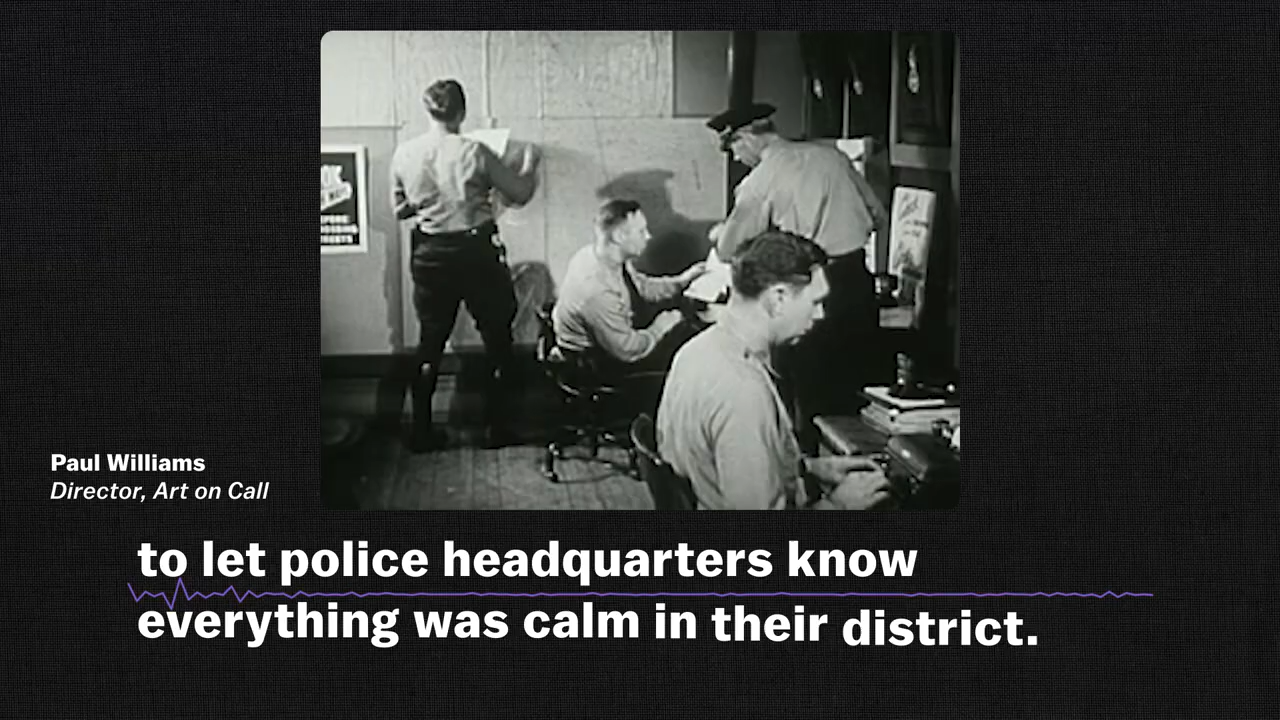 Paul Williams
Director, Art on Call
to let police headquarters know
everything was calm in their district.